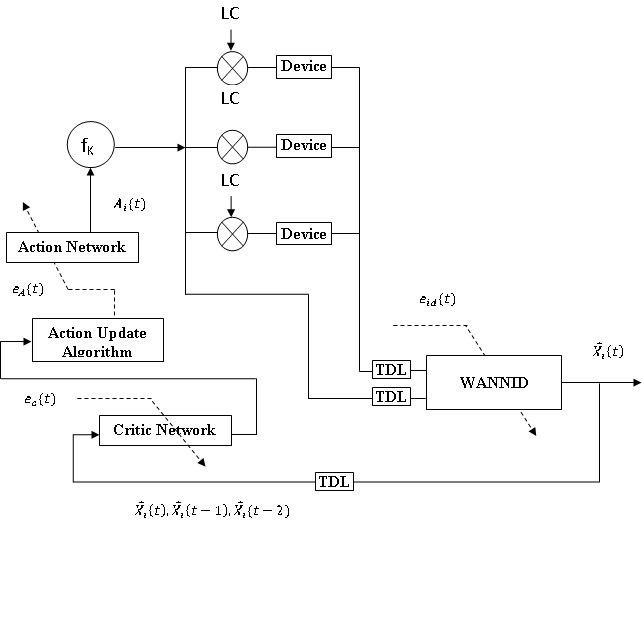 LC
Device
LC
f_K
Device
LC
A_i(t)
Device
Action Network
e_A(t)
e_id(t)
Action Update
Algorithm
X̂_i(t)
TDL
WANNID
TDL
e_c(t)
Critic Network
TDL
X̂_i(t), X̂_i(t − 1), X̂_i(t − 2)